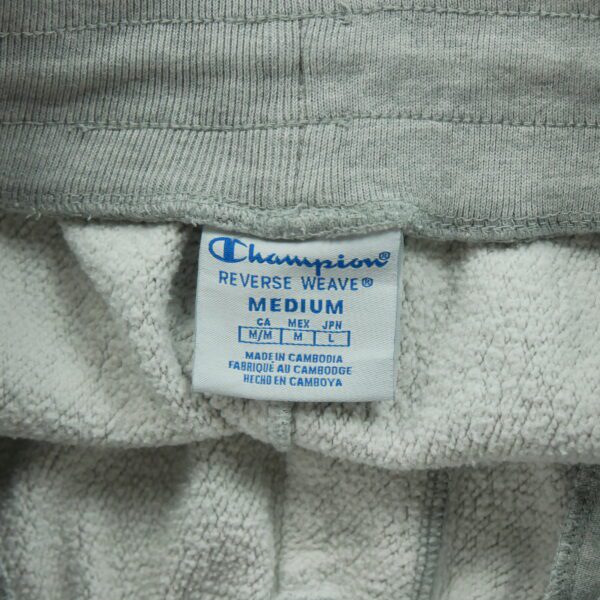 Champion®
REVERSE WEAVE®
MEDIUM
CA MEX JPN
M/M M L
MADE IN CAMBODIA
FABRIQUÉ AU CAMBODGE
HECHO EN CAMBOYA